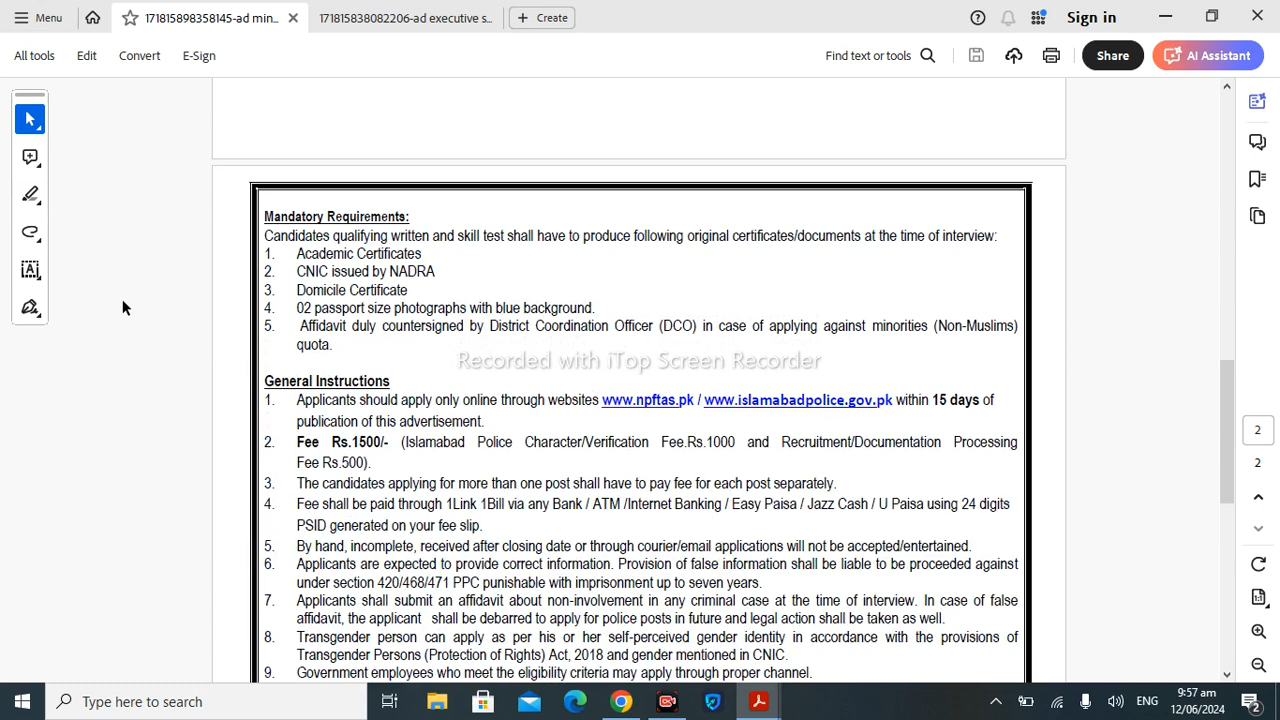 Menu
171815898358145-ad min...
171815838082206-ad executive s...
Create
Sign in
All tools
Edit
Convert
E-Sign
Find text or tools
Share
AI Assistant
Mandatory Requirements:
Candidates qualifying written and skill test shall have to produce following original certificates/documents at the time of interview:
1. Academic Certificates
2. CNIC issued by NADRA
3. Domicile Certificate
4. 02 passport size photographs with blue background.
5. Affidavit duly countersigned by District Coordination Officer (DCO) in case of applying against minorities (Non-Muslims)
quota.
Recorded with iTop Screen Recorder
General Instructions
1. Applicants should apply only online through websites www.npftas.pk / www.islamabadpolice.gov.pk within 15 days of
publication of this advertisement.
2. Fee Rs.1500/- (Islamabad Police Character/Verification Fee.Rs.1000 and Recruitment/Documentation Processing
Fee Rs.500).
3. The candidates applying for more than one post shall have to pay fee for each post separately.
4. Fee shall be paid through 1Link 1Bill via any Bank / ATM /Internet Banking / Easy Paisa / Jazz Cash / U Paisa using 24 digits
PSID generated on your fee slip.
5. By hand, incomplete, received after closing date or through courier/email applications will not be accepted/entertained.
6. Applicants are expected to provide correct information. Provision of false information shall be liable to be proceeded against
under section 420/468/471 PPC punishable with imprisonment up to seven years.
7. Applicants shall submit an affidavit about non-involvement in any criminal case at the time of interview. In case of false
affidavit, the applicant shall be debarred to apply for police posts in future and legal action shall be taken as well.
8. Transgender person can apply as per his or her self-perceived gender identity in accordance with the provisions of
Transgender Persons (Protection of Rights) Act, 2018 and gender mentioned in CNIC.
9. Government employees who meet the eligibility criteria may apply through proper channel.
2
2
Type here to search
ENG
9:57 am
12/06/2024
2